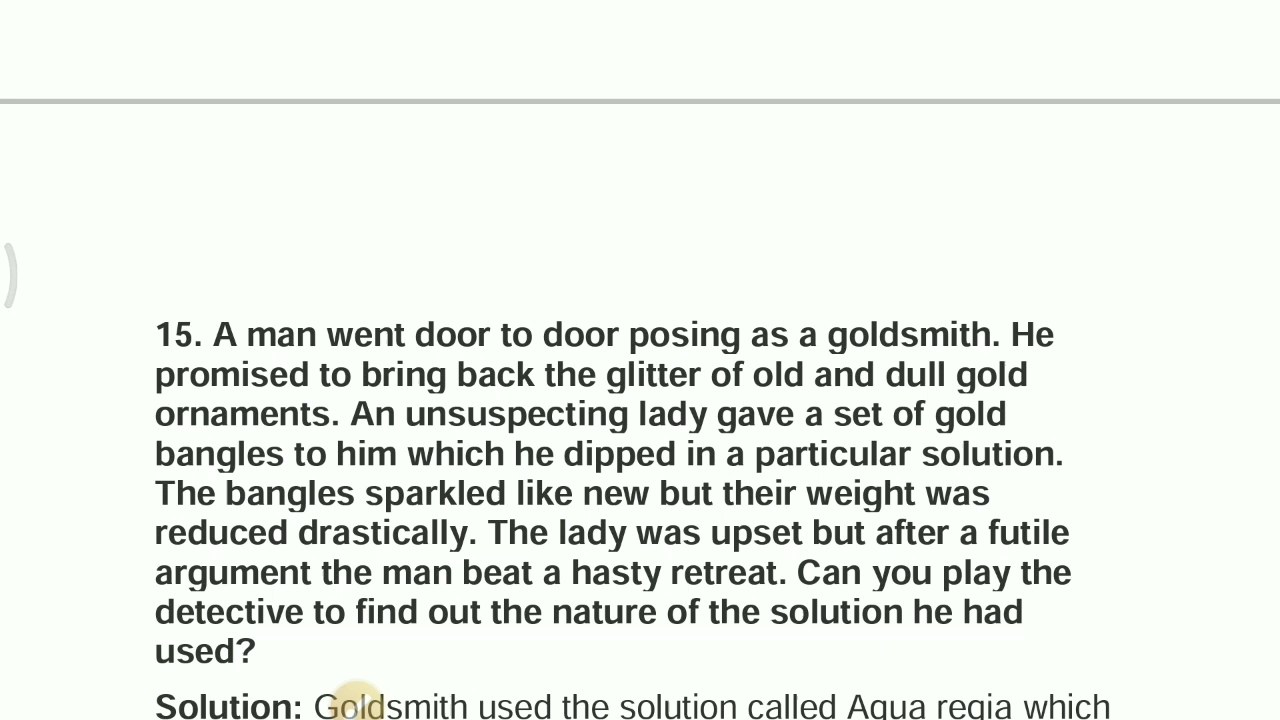 15. A man went door to door posing as a goldsmith. He
promised to bring back the glitter of old and dull gold
ornaments. An unsuspecting lady gave a set of gold
bangles to him which he dipped in a particular solution.
The bangles sparkled like new but their weight was
reduced drastically. The lady was upset but after a futile
argument the man beat a hasty retreat. Can you play the
detective to find out the nature of the solution he had
used?
Solution: Goldsmith used the solution called Aqua regia which